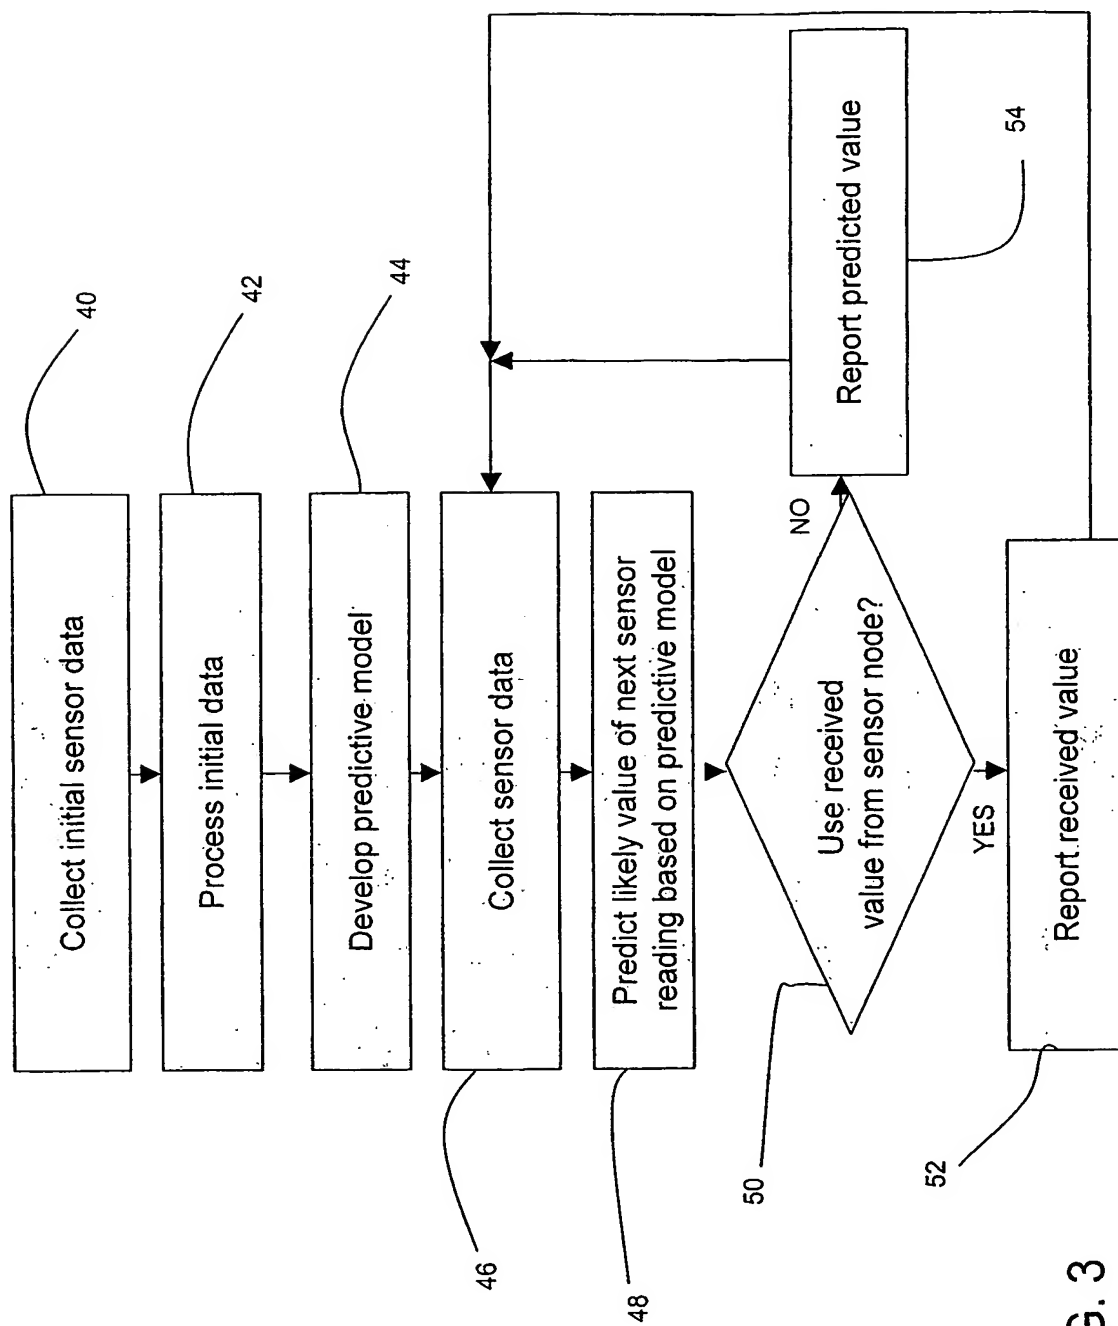 Collect initial sensor data
40
Process initial data
42
Develop predictive model
44
Collect sensor data
46
Predict likely value of next sensor
reading based on predictive model
48
Use received
value from sensor node?
50
NO
Report predicted value
54
YES
Report received value
52
G. 3